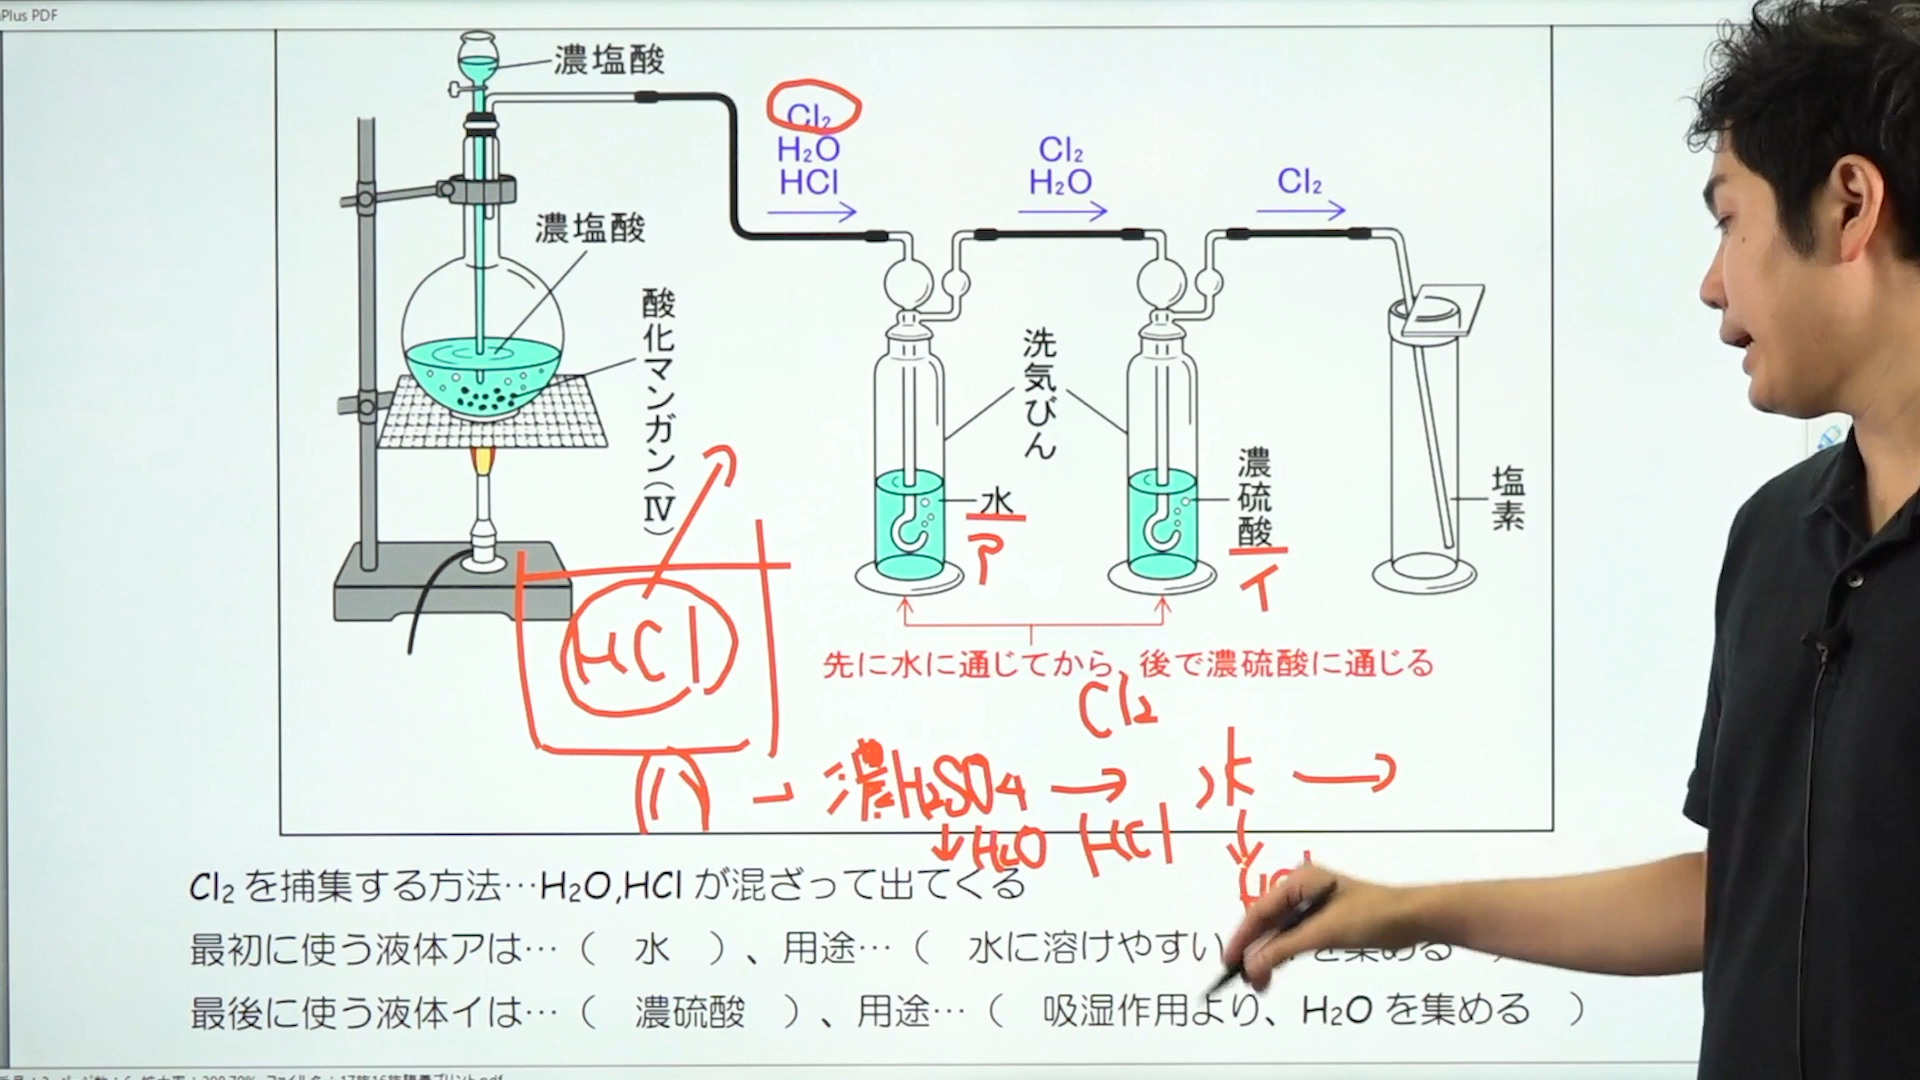 Plus PDF
濃塩酸
Cl₂
H₂O
HCl
Cl₂
H₂O
Cl₂
濃塩酸
酸化マンガン(Ⅳ)
洗気びん
水
ア
濃硫酸
イ
塩素
HCl
先に水に通じてから、後で濃硫酸に通じる
Cl₂
濃H₂SO₄ → 水 →
↓H₂O HCl ↓
Cl₂を捕集する方法…H₂O,HClが混ざって出てくる
最初に使う液体アは…( 水 )、用途…( 水に溶けやすい を集める
最後に使う液体イは…( 濃硫酸 )、用途…( 吸湿作用より、H₂Oを集める )